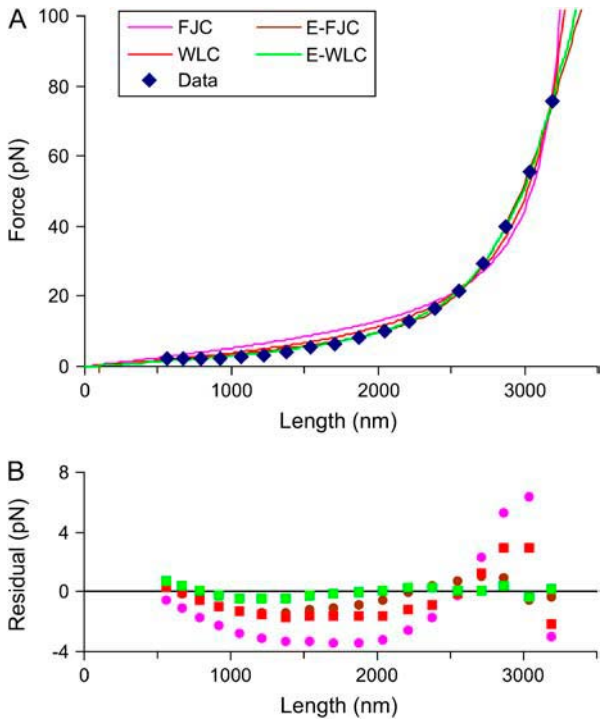 A
FJC
E-FJC
WLC
E-WLC
Data
100
80
60
40
20
0
Force (pN)
0
1000
2000
3000
Length (nm)
B
8
4
0
-4
Residual (pN)
0
1000
2000
3000
Length (nm)